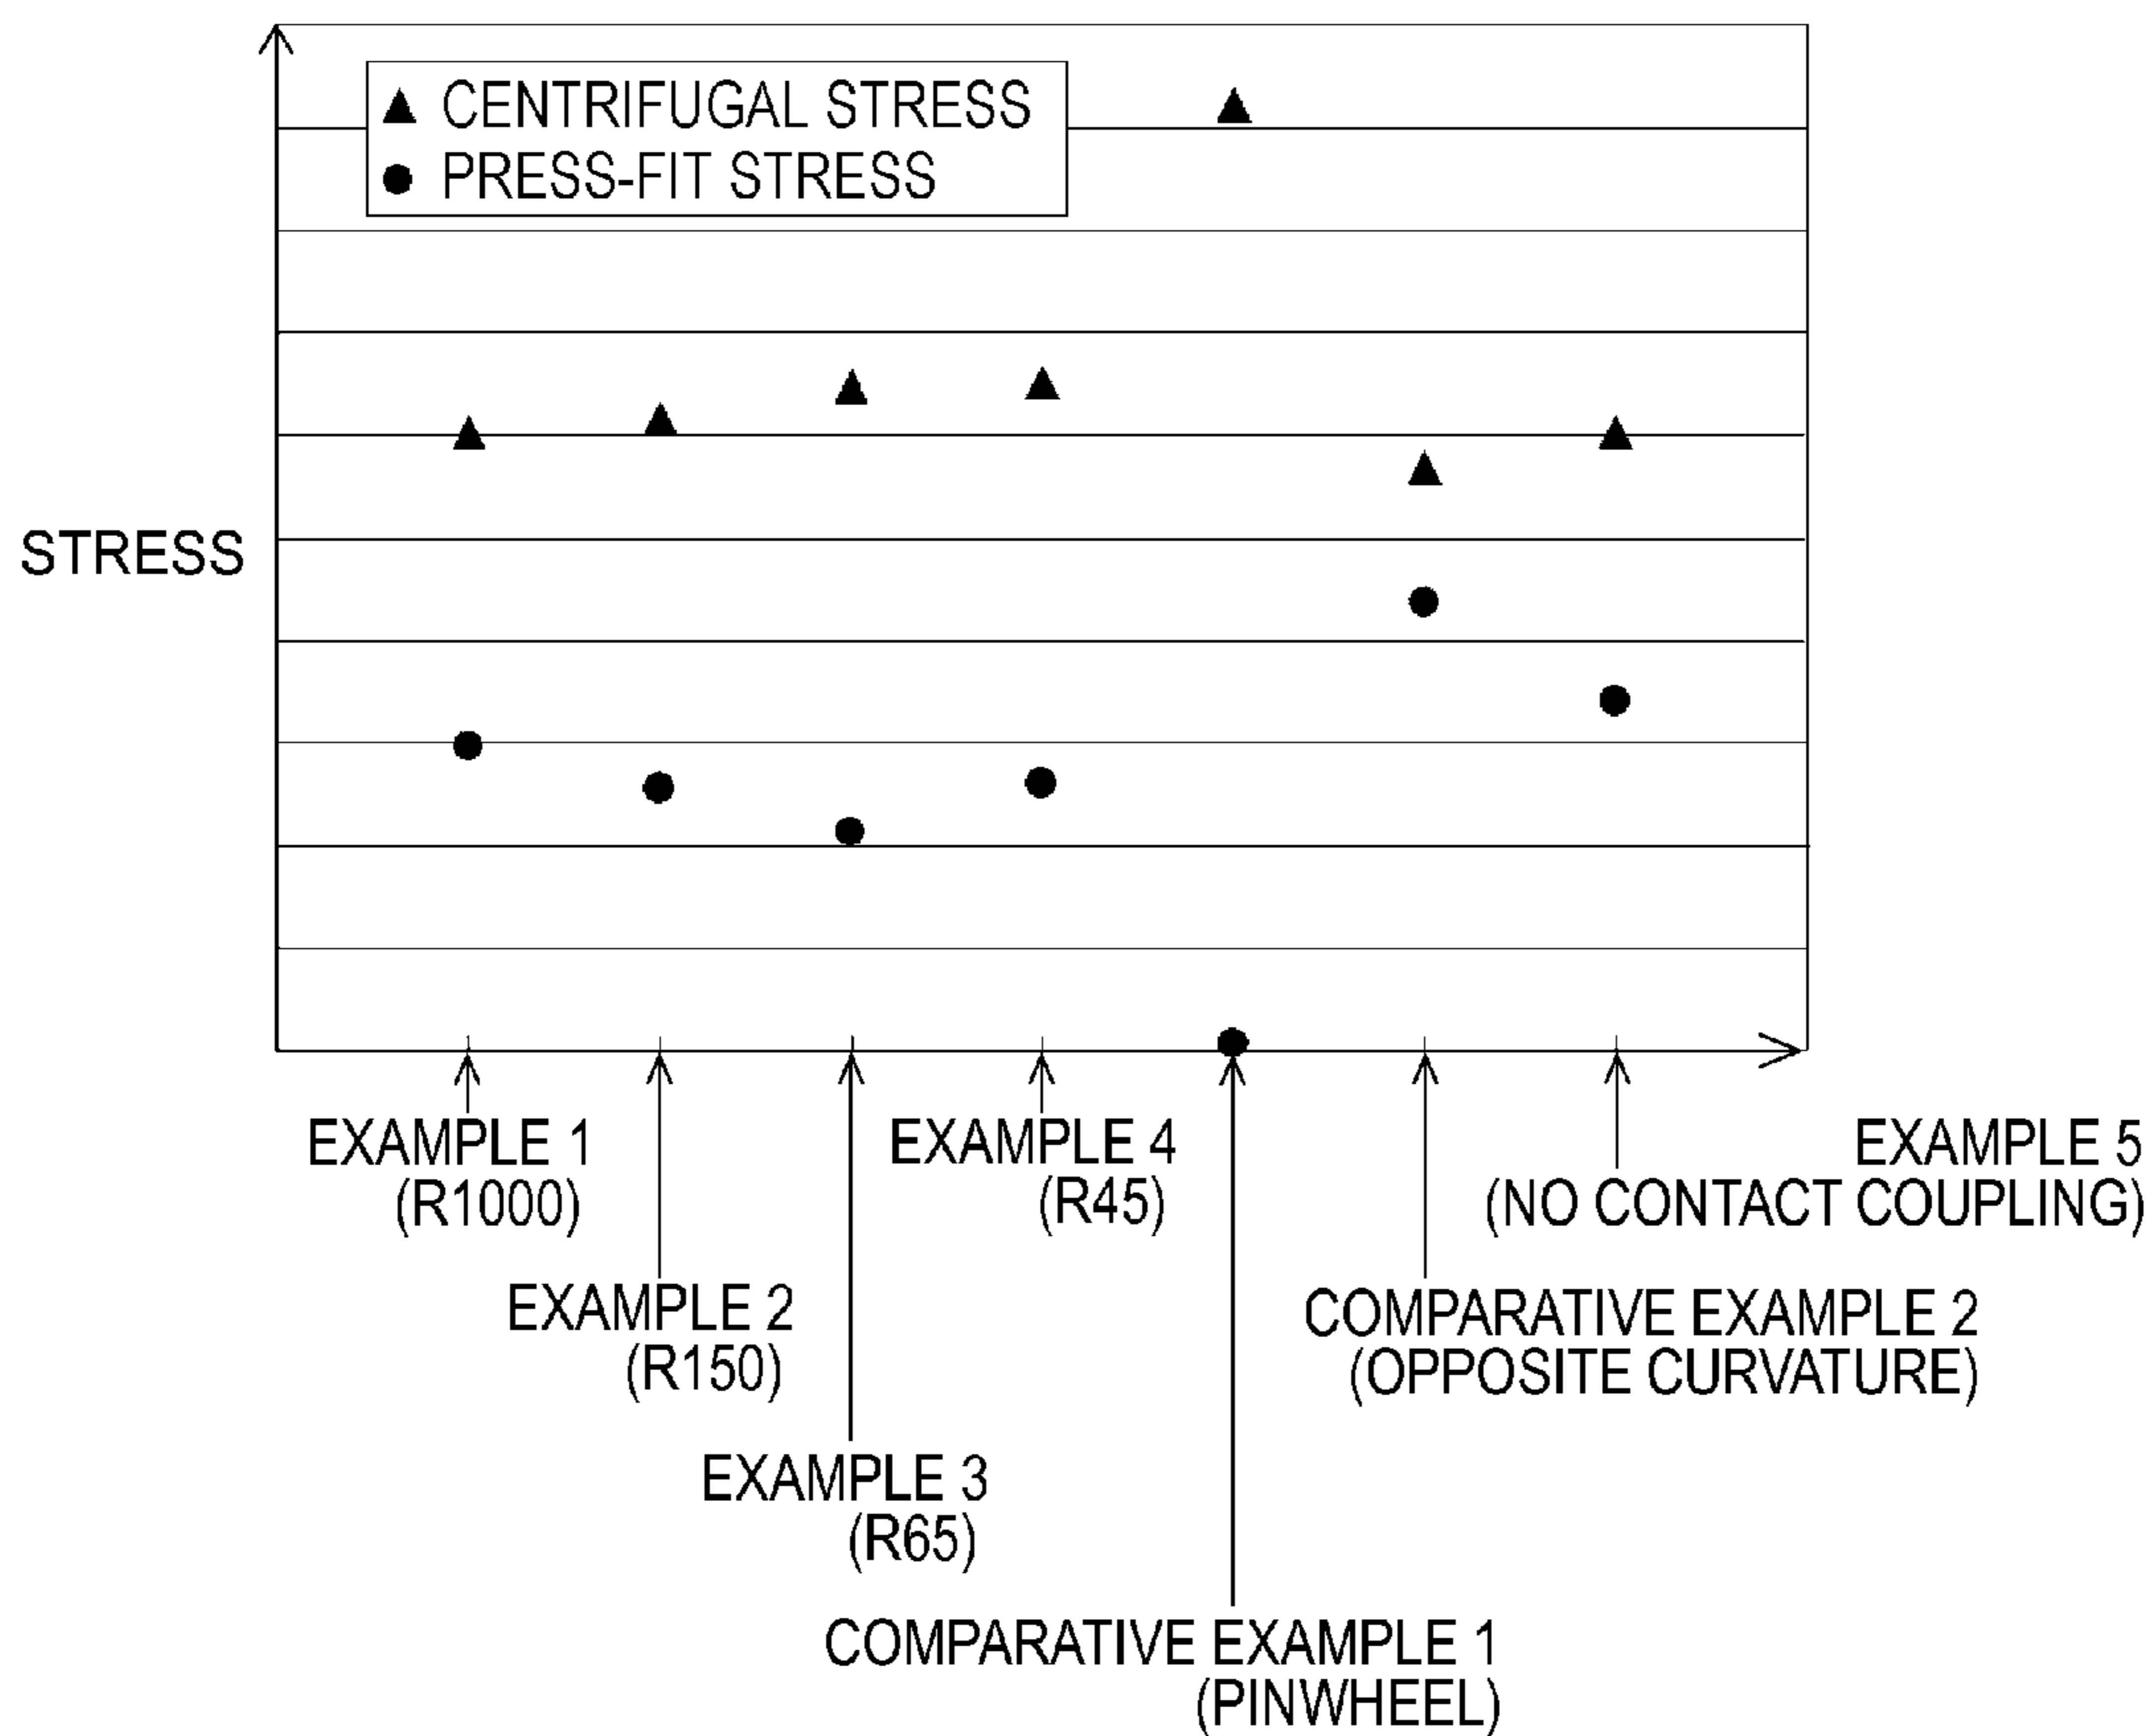 CENTRIFUGAL STRESS
PRESS-FIT STRESS
STRESS
EXAMPLE 1
(R1000)
EXAMPLE 2
(R150)
EXAMPLE 3
(R65)
EXAMPLE 4
(R45)
COMPARATIVE EXAMPLE 1
(PINWHEEL)
COMPARATIVE EXAMPLE 2
(OPPOSITE CURVATURE)
EXAMPLE 5
(NO CONTACT COUPLING)